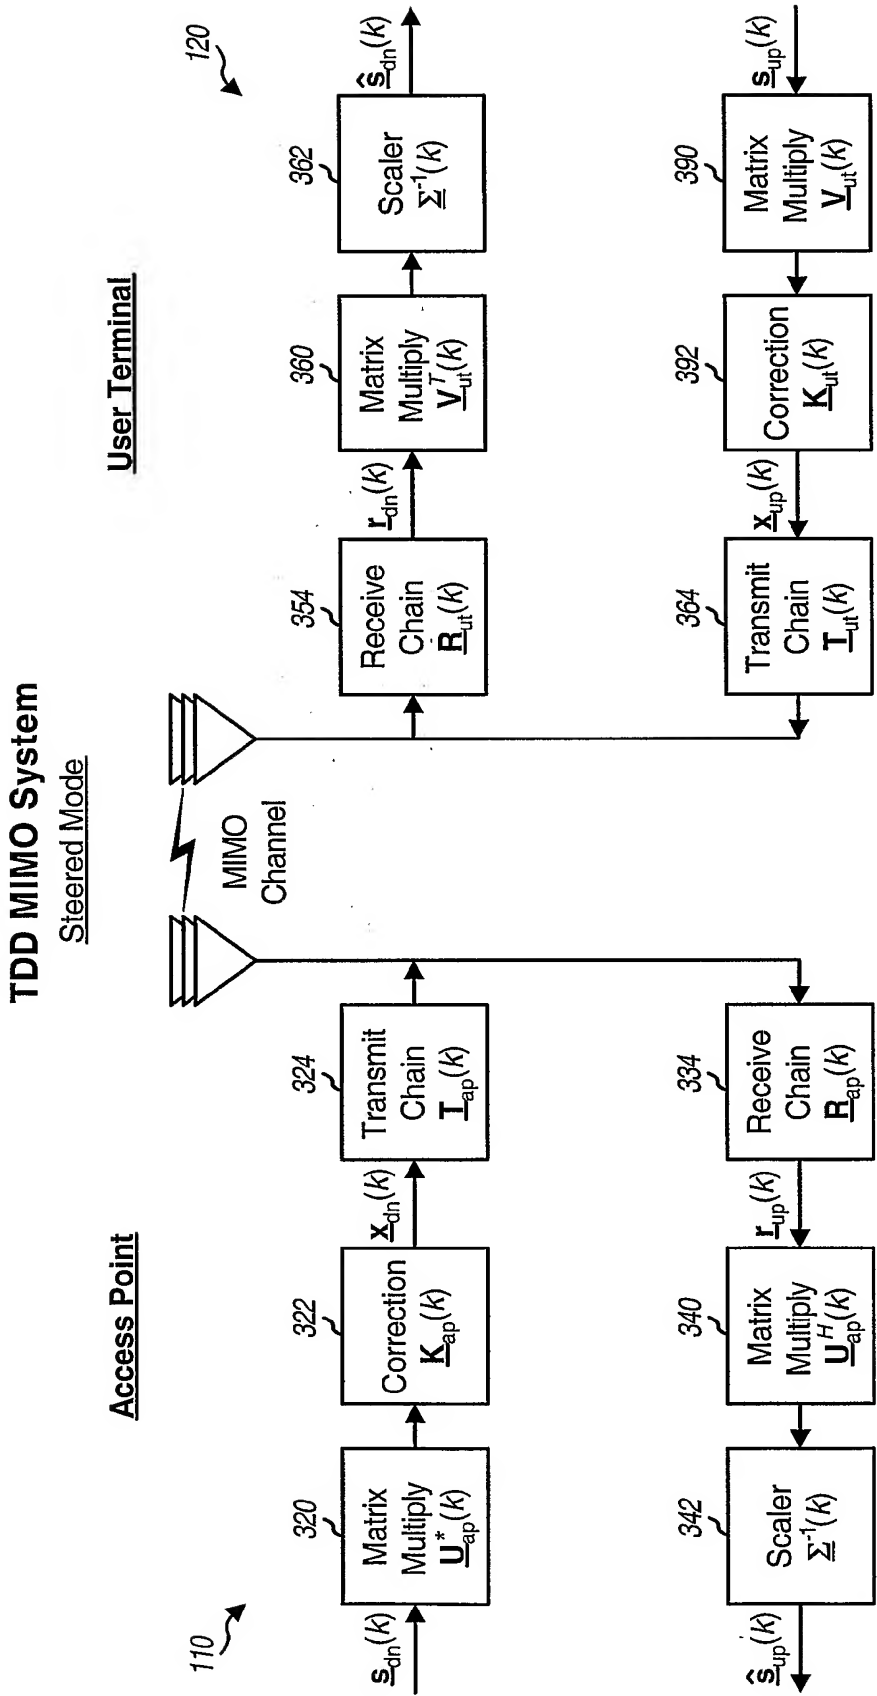 TDD MIMO System
Steered Mode
Access Point
User Terminal
110
120
MIMO
Channel
s_dn(k)
320
Matrix
Multiply
U*_ap(k)
322
Correction
K_ap(k)
x_dn(k)
324
Transmit
Chain
T_ap(k)
354
Receive
Chain
R_ut(k)
r_dn(k)
360
Matrix
Multiply
V^T_ut(k)
362
Scaler
Σ^-1(k)
ŝ_dn(k)
ŝ_up(k)
342
Scaler
Σ^-1(k)
340
Matrix
Multiply
U^H_ap(k)
r_up(k)
334
Receive
Chain
R_ap(k)
364
Transmit
Chain
T_ut(k)
x_up(k)
392
Correction
K_ut(k)
390
Matrix
Multiply
V_ut(k)
s_up(k)